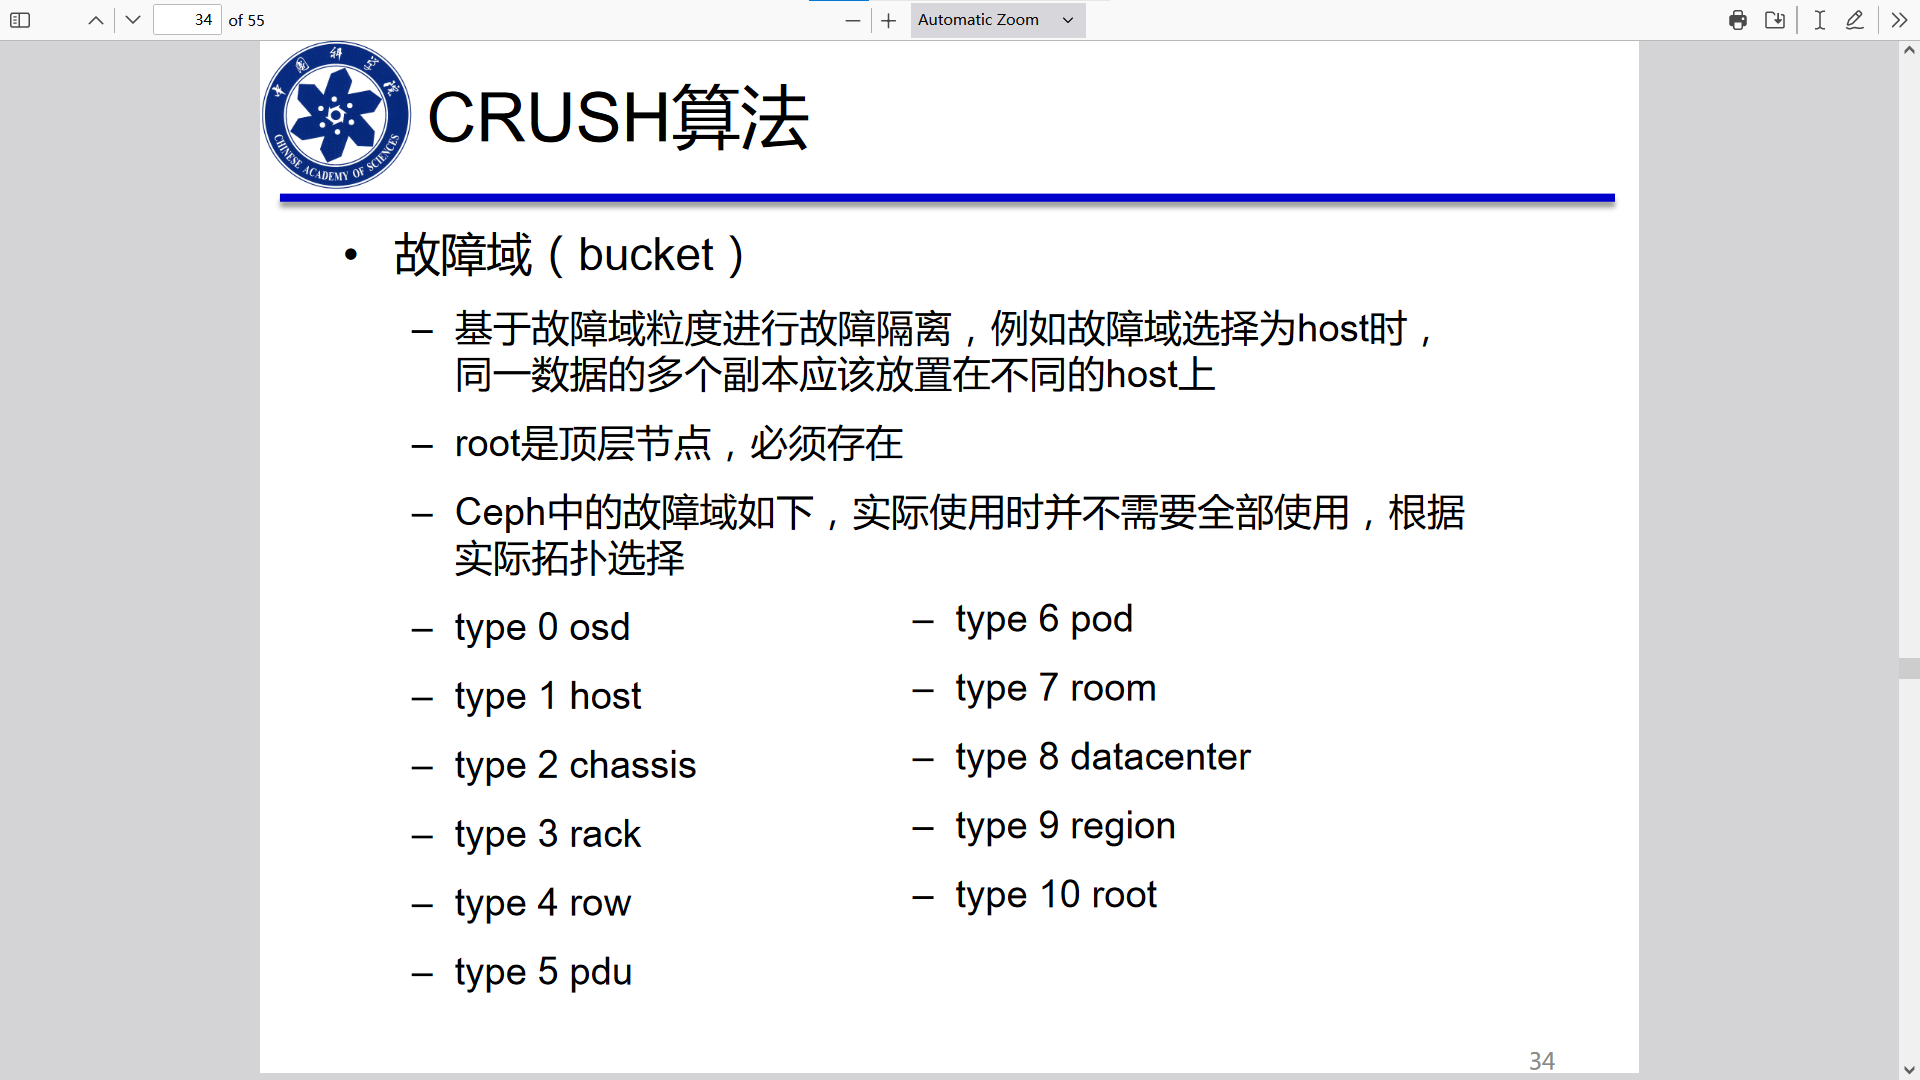 34 of 55
Automatic Zoom
中国科学院
CHINESE ACADEMY OF SCIENCES
CRUSH算法
• 故障域（bucket）
– 基于故障域粒度进行故障隔离，例如故障域选择为host时，
同一数据的多个副本应该放置在不同的host上
– root是顶层节点，必须存在
– Ceph中的故障域如下，实际使用时并不需要全部使用，根据
实际拓扑选择
– type 0 osd
– type 1 host
– type 2 chassis
– type 3 rack
– type 4 row
– type 5 pdu
– type 6 pod
– type 7 room
– type 8 datacenter
– type 9 region
– type 10 root
34